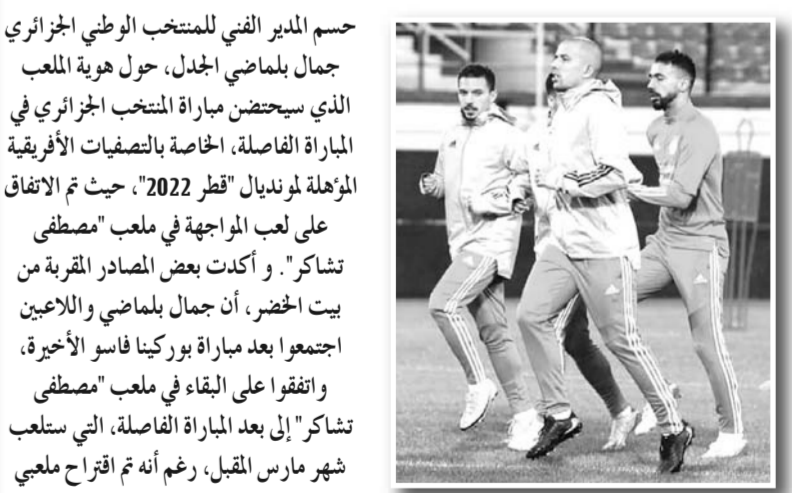 حسم المدير الفني للمنتخب الوطني الجزائري
جمال بلماضي الجدل، حول هوية الملعب
الذي سيحتضن مباراة المنتخب الجزائري في
المباراة الفاصلة، الخاصة بالتصفيات الأفريقية
المؤهلة لمونديال "قطر 2022"، حيث تم الاتفاق
على لعب المواجهة في ملعب "مصطفى
تشاكر". و أكدت بعض المصادر المقربة من
بيت الخضر، أن جمال بلماضي واللاعبين
اجتمعوا بعد مباراة بوركينا فاسو الأخيرة،
واتفقوا على البقاء في ملعب "مصطفى
تشاكر" إلى بعد المباراة الفاصلة، التي ستلعب
شهر مارس المقبل، رغم أنه تم اقتراح ملعبي